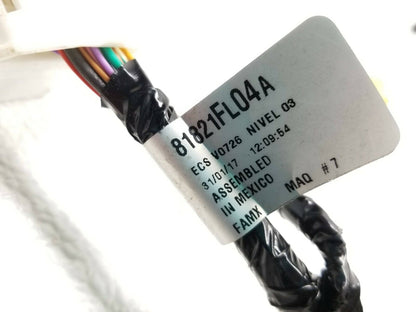 81821FL04A
ECS V0726 NIVEL 03
31/01/17 12:09:54
ASSEMBLED
IN MEXICO MAQ # 7
FAMX